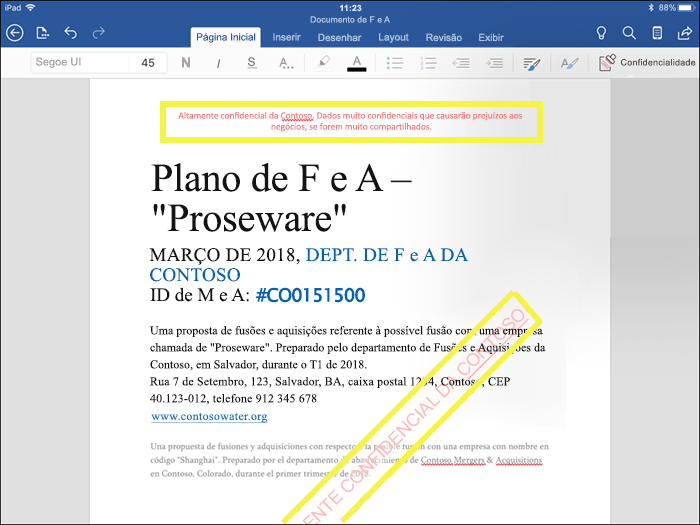 iPad 11:23 88%
Documento de F e A
Página Inicial Inserir Desenhar Layout Revisão Exibir
Segoe UI 45 N I S A... A Confidencialidade
Altamente confidencial da Contoso. Dados muito confidenciais que causarão prejuízos aos
negócios, se forem muito compartilhados.
Plano de F e A –
"Proseware"
MARÇO DE 2018, DEPT. DE F e A DA
CONTOSO
ID de M e A: #CO0151500
Uma proposta de fusões e aquisições referente à possível fusão com uma empresa
chamada de "Proseware". Preparado pelo departamento de Fusões e Aquisições da
Contoso, em Salvador, durante o T1 de 2018.
Rua 7 de Setembro, 123, Salvador, BA, caixa postal 1234, Contoso, CEP
40.123-012, telefone 912 345 678
www.contosowater.org
Una propuesta de fusiones y adquisiciones con respecto a la posible fusión con una empresa con nombre en
código "Shanghai". Preparado por el departamento de abastecimiento de Contoso Mergers & Acquisitions
en Contoso, Colorado, durante el primer trimestre de 2018.
ENTE CONFIDENCIAL DA CONTOSO